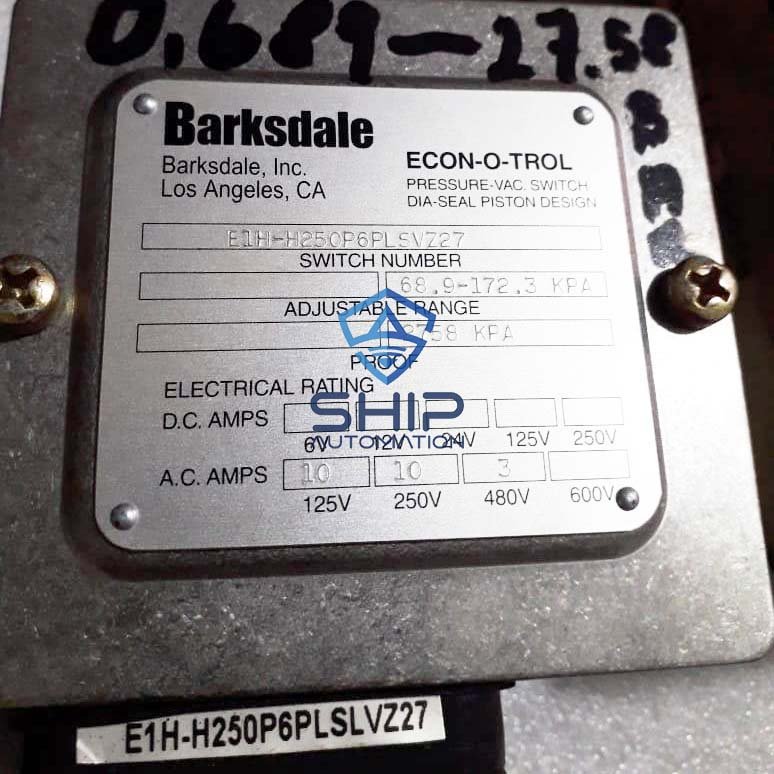 0.689-27.58
BAR
Barksdale
Barksdale, Inc.
Los Angeles, CA
ECON-O-TROL
PRESSURE-VAC. SWITCH
DIA-SEAL PISTON DESIGN
E1H-H250P6PLSVZ27
SWITCH NUMBER
68.9-172.3 KPA
ADJUSTABLE RANGE
2758 KPA
PROOF
ELECTRICAL RATING
D.C. AMPS
6V 12V 24V 125V 250V
A.C. AMPS 10 10 3
125V 250V 480V 600V
SHIP
AUTOMATION
E1H-H250P6PLSLVZ27